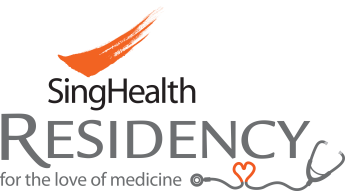 SingHealth
RESIDENCY
for the love of medicine